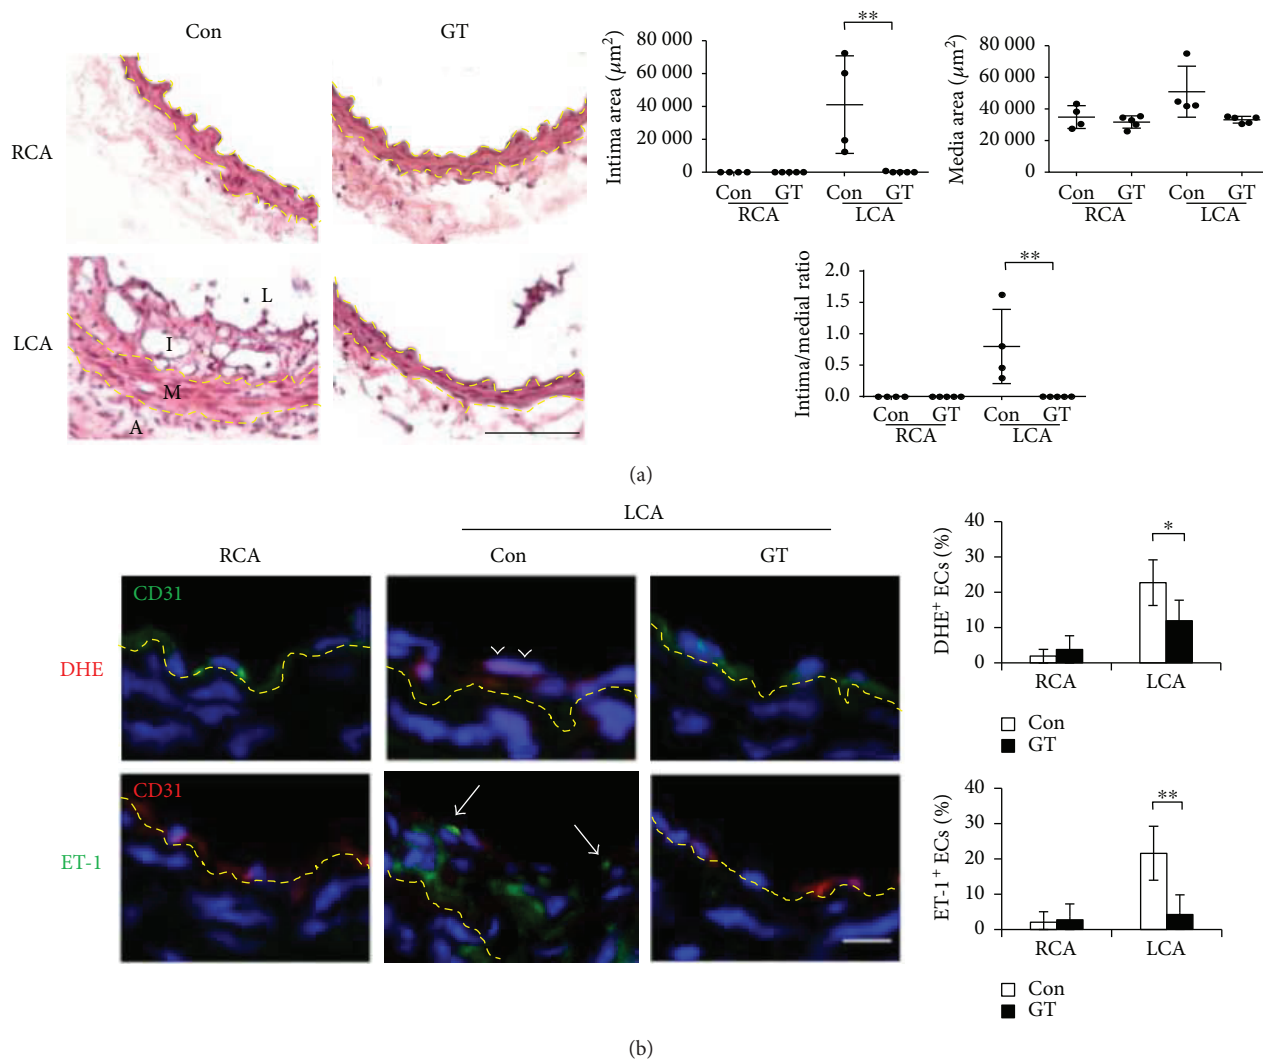 Con
GT
RCA
LCA
L
I
M
A
Intima area (μm²)
80 000
60 000
40 000
20 000
0
**
Con GT Con GT
RCA LCA
Media area (μm²)
80 000
60 000
40 000
20 000
0
Con GT Con GT
RCA LCA
Intima/medial ratio
2.0
1.5
1.0
0.5
0.0
**
Con GT Con GT
RCA LCA
(a)
LCA
RCA Con GT
CD31
DHE
CD31
ET-1
DHE⁺ ECs (%)
40
30
20
10
0
*
RCA LCA
Con
GT
ET-1⁺ ECs (%)
40
30
20
10
0
**
RCA LCA
Con
GT
(b)